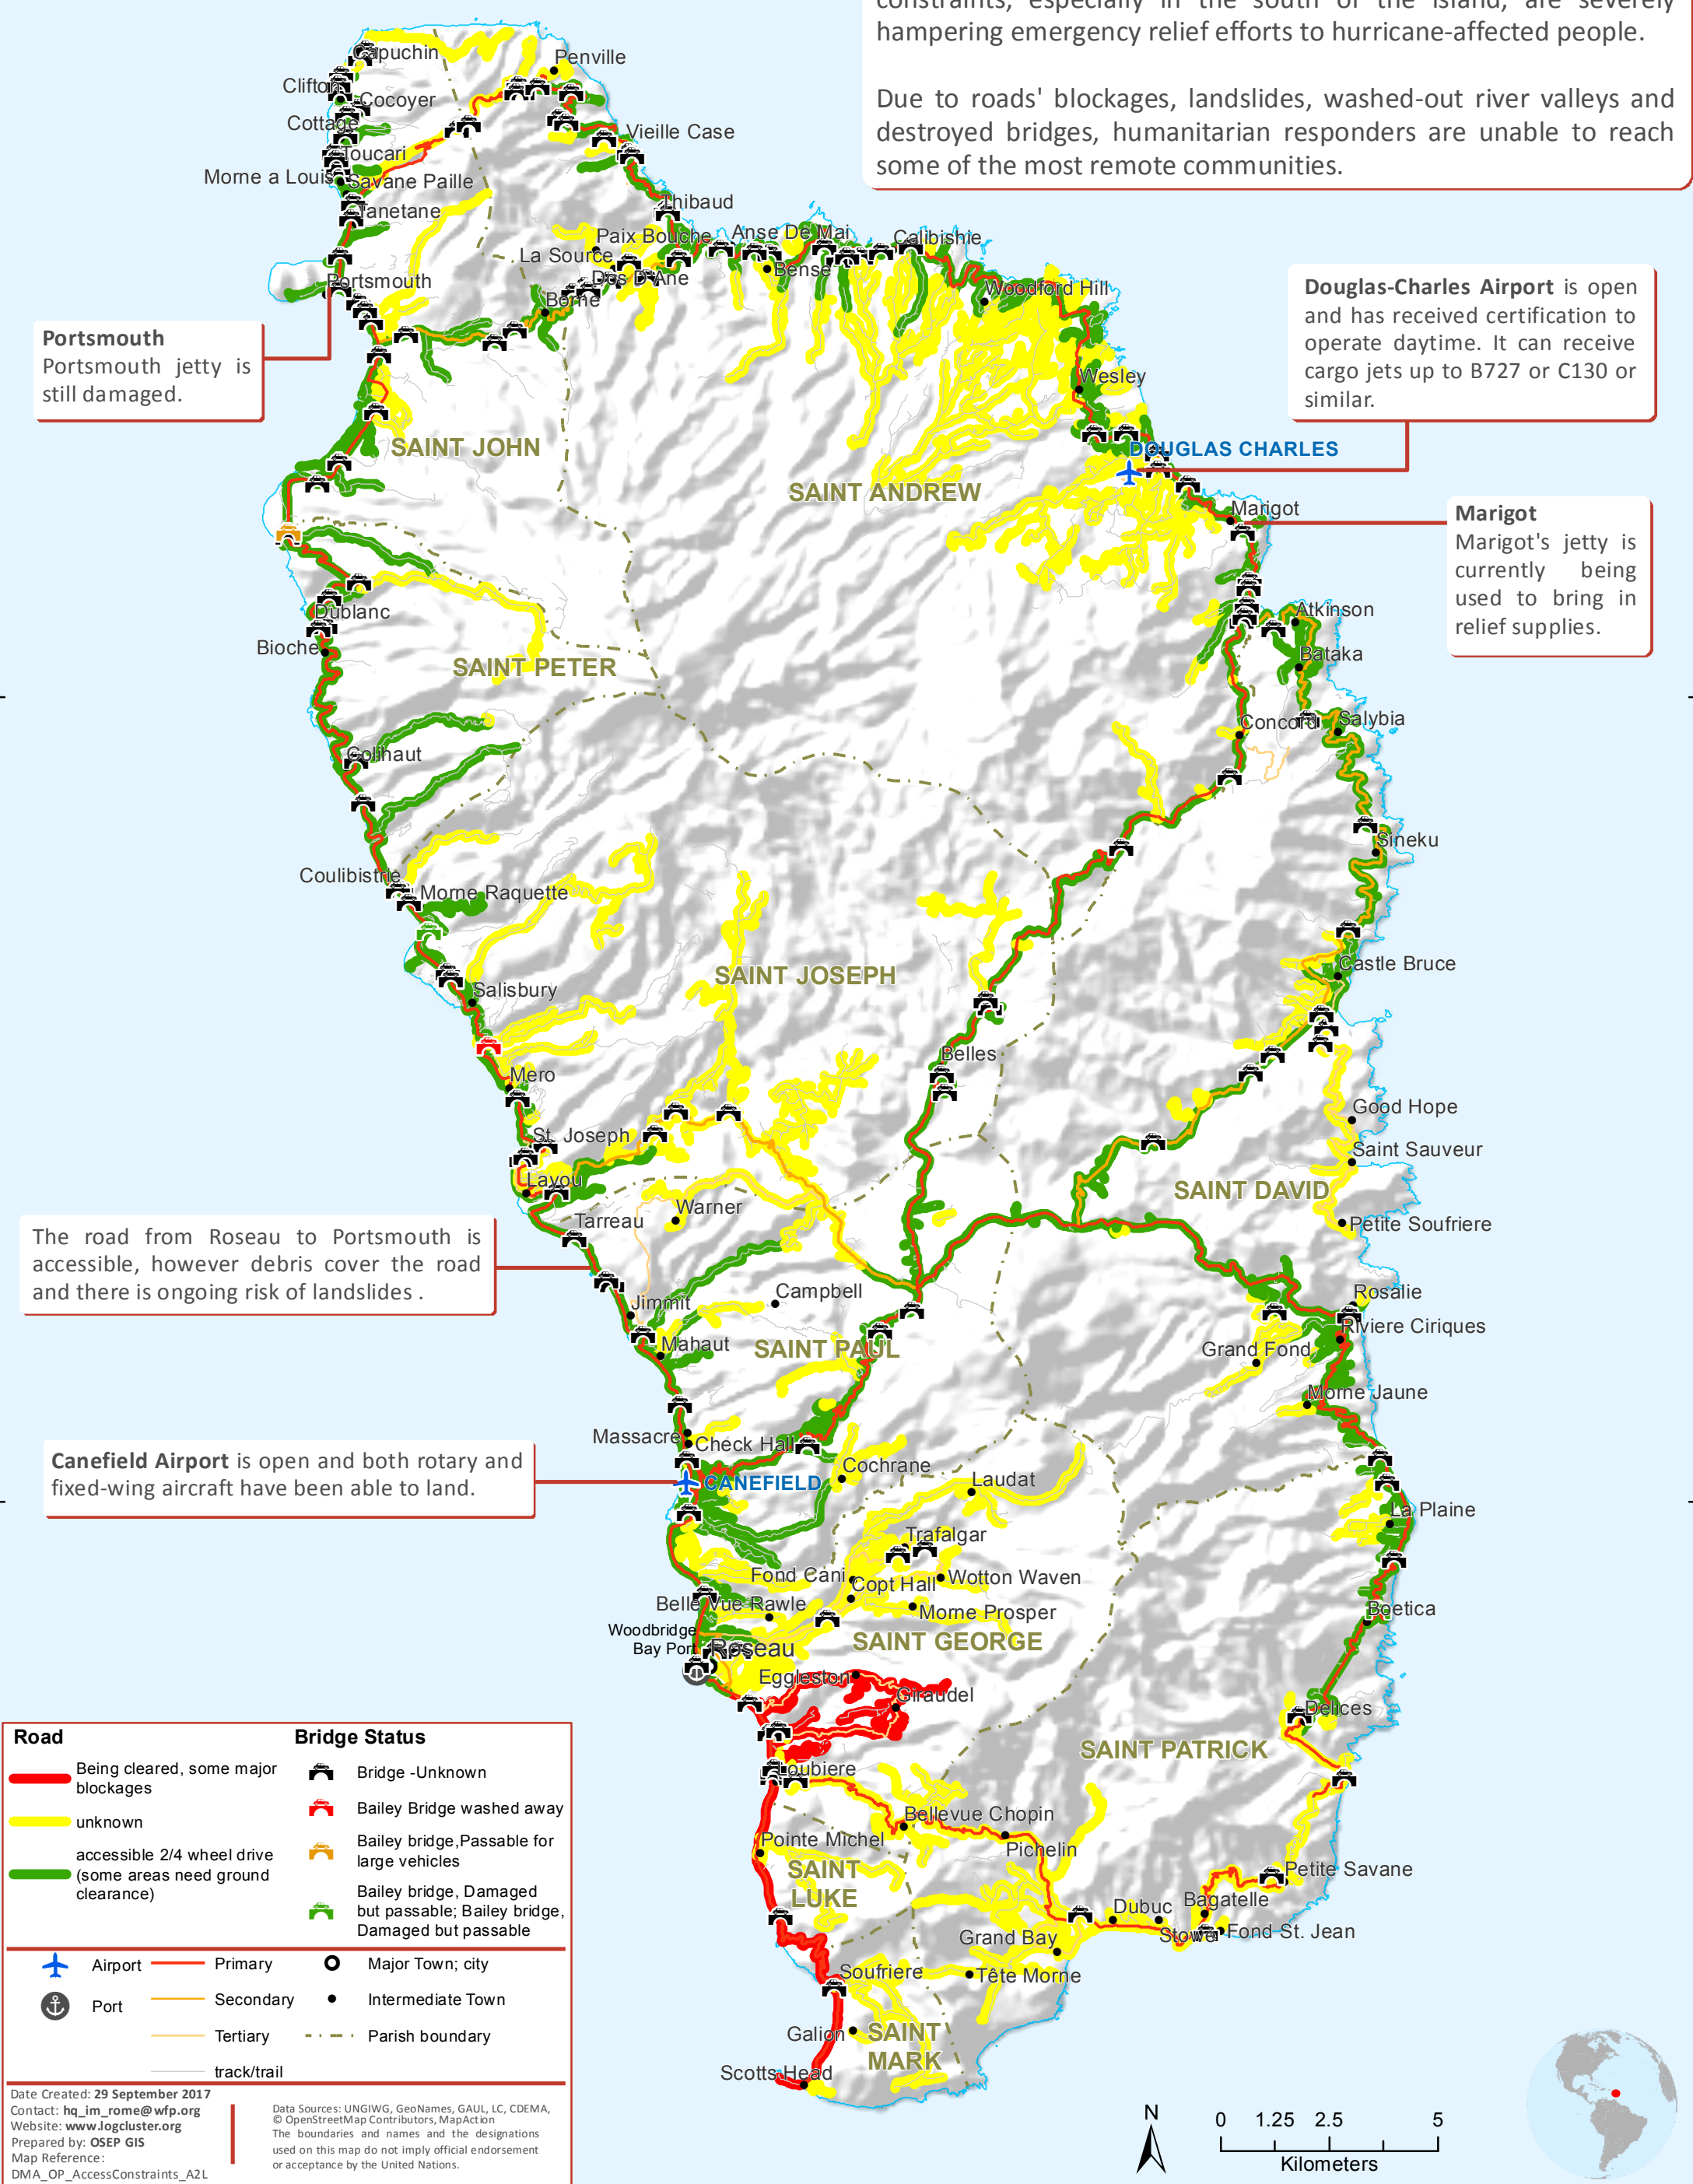 constraints, especially in the south of the island, are severely
hampering emergency relief efforts to hurricane-affected people.
Due to roads' blockages, landslides, washed-out river valleys and
destroyed bridges, humanitarian responders are unable to reach
some of the most remote communities.
Capuchin
Penville
Clifton
Cocoyer
Cottage
Vieille Case
Toucari
Morne a Louis
Savane Paille
Tanetane
Thibaud
Paix Bouche
Anse De Mai
Calibishie
La Source
Dos D'Ane
Bense
Portsmouth
Borne
Woodford Hill
Douglas-Charles Airport is open
and has received certification to
operate daytime. It can receive
cargo jets up to B727 or C130 or
similar.
Portsmouth
Portsmouth jetty is
still damaged.
Wesley
SAINT JOHN
DOUGLAS CHARLES
SAINT ANDREW
Marigot
Marigot
Marigot's jetty is
currently being
used to bring in
relief supplies.
Dublanc
Atkinson
Bioche
Bataka
SAINT PETER
Concord
Salybia
Colihaut
Sineku
Coulibistrie
Morne Raquette
SAINT JOSEPH
Castle Bruce
Salisbury
Belles
Mero
Good Hope
St. Joseph
Saint Sauveur
Layou
SAINT DAVID
Warner
Tarreau
Petite Soufriere
The road from Roseau to Portsmouth is
accessible, however debris cover the road
and there is ongoing risk of landslides .
Campbell
Rosalie
Jimmit
Riviere Ciriques
Mahaut
SAINT PAUL
Grand Fond
Morne Jaune
Massacre
Check Hall
Canefield Airport is open and both rotary and
fixed-wing aircraft have been able to land.
Cochrane
CANEFIELD
Laudat
La Plaine
Trafalgar
Fond Cani
Copt Hall
Wotton Waven
Belle Vue Rawle
Morne Prosper
Boetica
Woodbridge
Bay Port
Roseau
SAINT GEORGE
Eggleston
Giraudel
Delices
SAINT PATRICK
Loubiere
Bellevue Chopin
Pointe Michel
Pichelin
SAINT
LUKE
Petite Savane
Bagatelle
Dubuc
Stowe
Fond St. Jean
Grand Bay
Soufriere
Tête Morne
Galion
SAINT
MARK
Scotts Head
Road
Being cleared, some major
blockages
unknown
accessible 2/4 wheel drive
(some areas need ground
clearance)
Bridge Status
Bridge -Unknown
Bailey Bridge washed away
Bailey bridge,Passable for
large vehicles
Bailey bridge, Damaged
but passable; Bailey bridge,
Damaged but passable
Airport
Port
Primary
Secondary
Tertiary
track/trail
Major Town; city
Intermediate Town
Parish boundary
Date Created: 29 September 2017
Contact: hq_im_rome@wfp.org
Website: www.logcluster.org
Prepared by: OSEP GIS
Map Reference:
DMA_OP_AccessConstraints_A2L
Data Sources: UNGIWG, GeoNames, GAUL, LC, CDEMA,
© OpenStreetMap Contributors, MapAction
The boundaries and names and the designations
used on this map do not imply official endorsement
or acceptance by the United Nations.
N
0 1.25 2.5 5
Kilometers